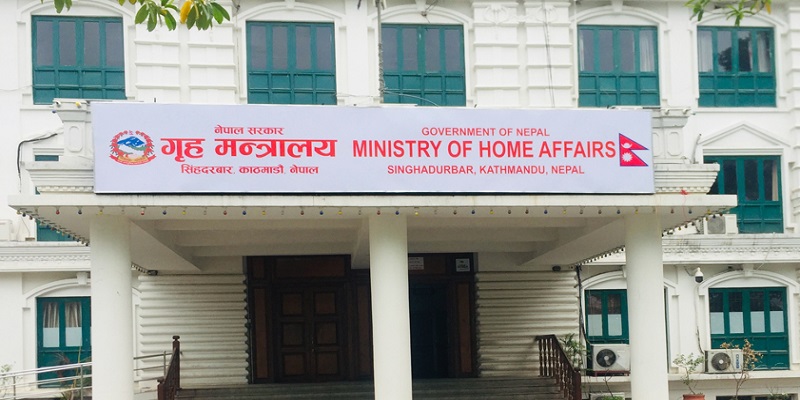 नेपाल सरकार
गृह मन्त्रालय
सिंहदरबार, काठमाडौं, नेपाल
GOVERNMENT OF NEPAL
MINISTRY OF HOME AFFAIRS
SINGHADURBAR, KATHMANDU, NEPAL